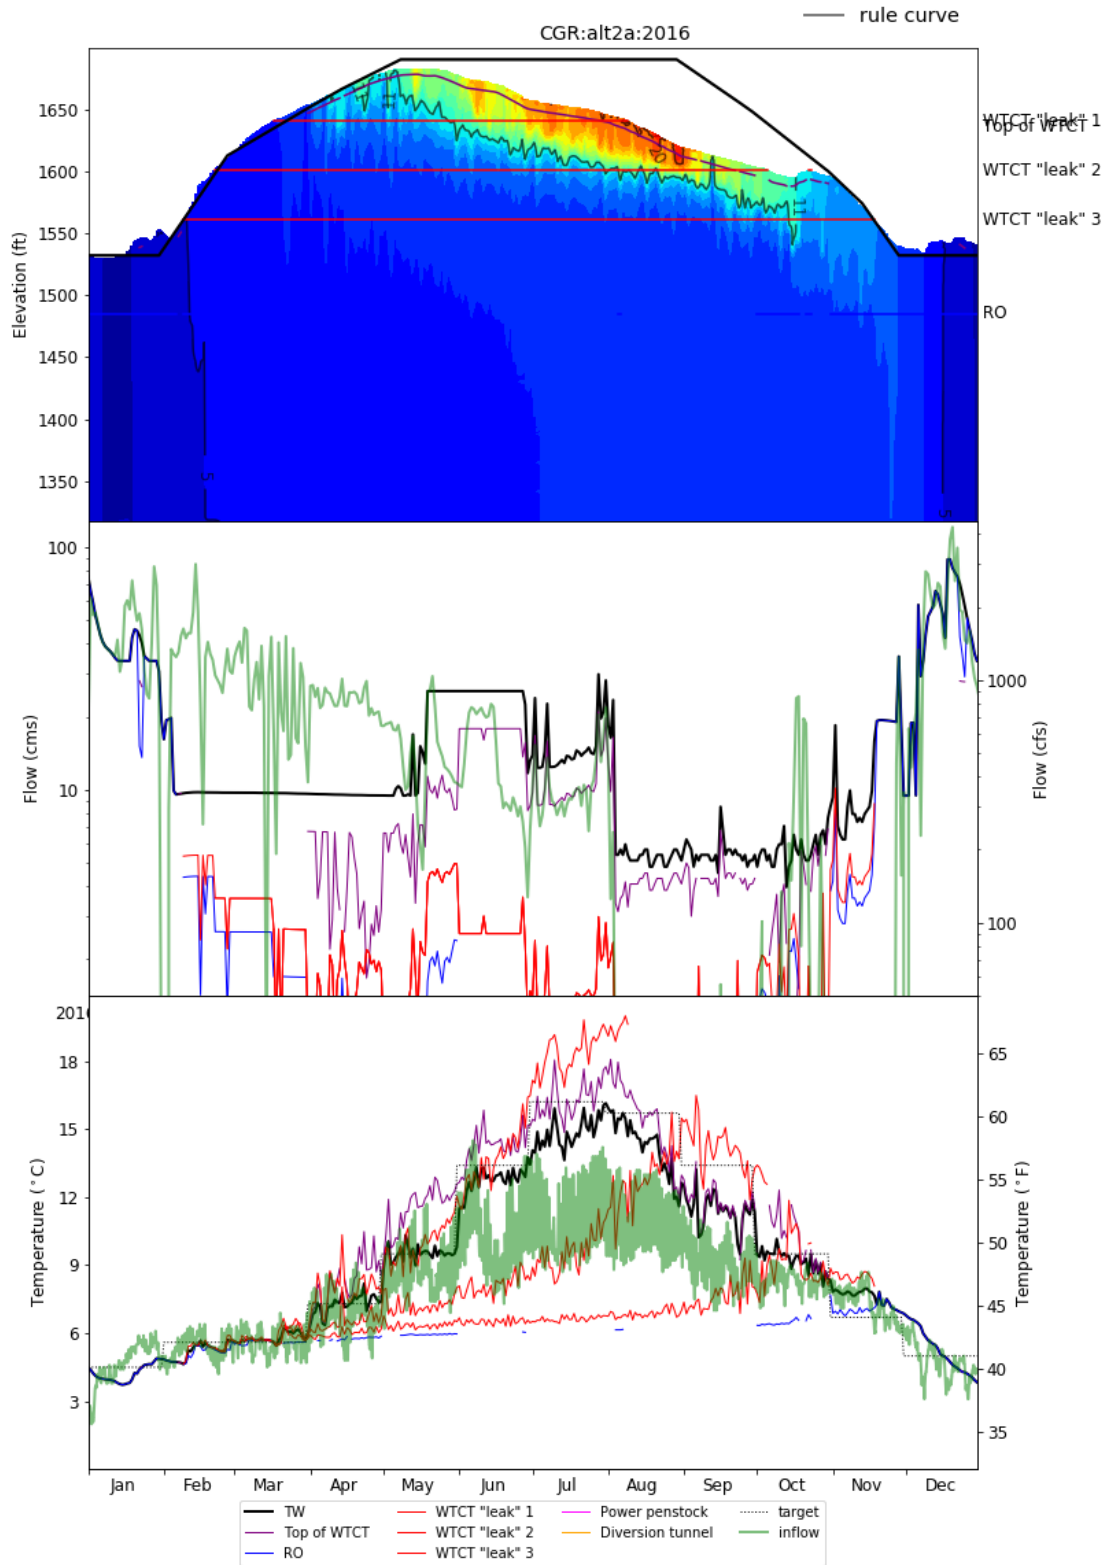 rule curve
CGR:alt2a:2016
1650
1600
1550
1500
1450
1400
1350
Elevation (ft)
WTCT "leak" 1
Top of WTCT
WTCT "leak" 2
WTCT "leak" 3
RO
11
11
5
5
100
10
Flow (cms)
1000
100
Flow (cfs)
18
15
12
9
6
3
Temperature (°C)
65
60
55
50
45
40
35
Temperature (°F)
Jan Feb Mar Apr May Jun Jul Aug Sep Oct Nov Dec
TW WTCT "leak" 1 Power penstock target
Top of WTCT WTCT "leak" 2 Diversion tunnel inflow
RO WTCT "leak" 3